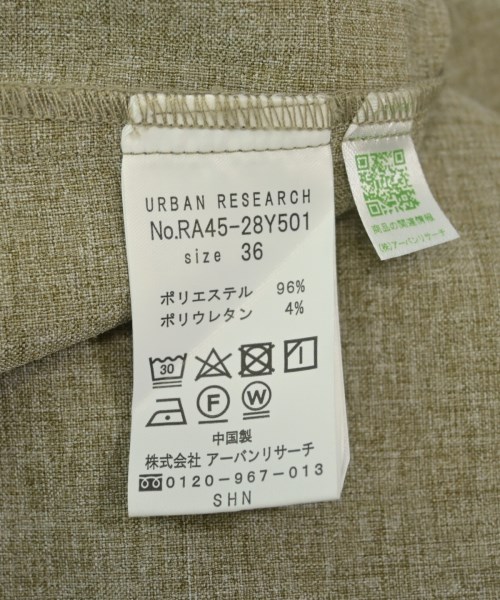 URBAN RESEARCH
No.RA45-28Y501
size 36
ポリエステル 96%
ポリウレタン 4%
30
F W
中国製
株式会社 アーバンリサーチ
0120-967-013
SHN
商品の関連情報
(株)アーバンリサーチ